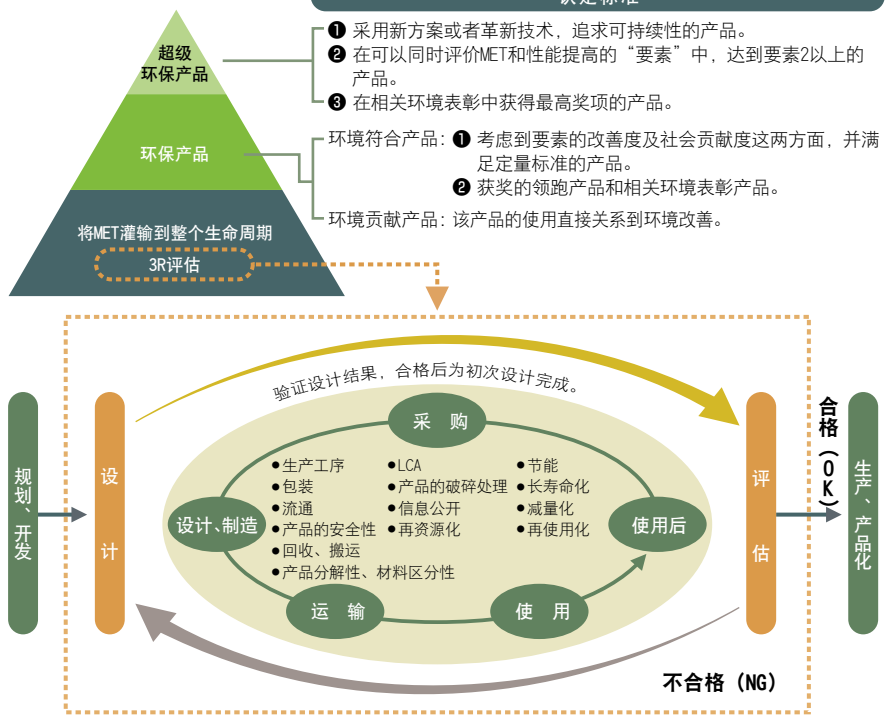 认定标准
超级
环保产品
❶ 采用新方案或者革新技术，追求可持续性的产品。
❷ 在可以同时评价MET和性能提高的“要素”中，达到要素2以上的
产品。
❸ 在相关环境表彰中获得最高奖项的产品。
环保产品
环境符合产品：❶ 考虑到要素的改善度及社会贡献度这两方面，并满
足定量标准的产品。
❷ 获奖的领跑产品和相关环境表彰产品。
环境贡献产品：该产品的使用直接关系到环境改善。
将MET灌输到整个生命周期
3R评估
规划、开发
设计
验证设计结果，合格后为初次设计完成。
采 购
设计、制造
●生产工序
●包装
●流通
●产品的安全性
●回收、搬运
●产品分解性、材料区分性
●LCA
●产品的破碎处理
●信息公开
●再资源化
●节能
●长寿命化
●减量化
●再使用化
使用后
运 输
使 用
评估
合格（OK）
生产、产品化
不合格（NG）